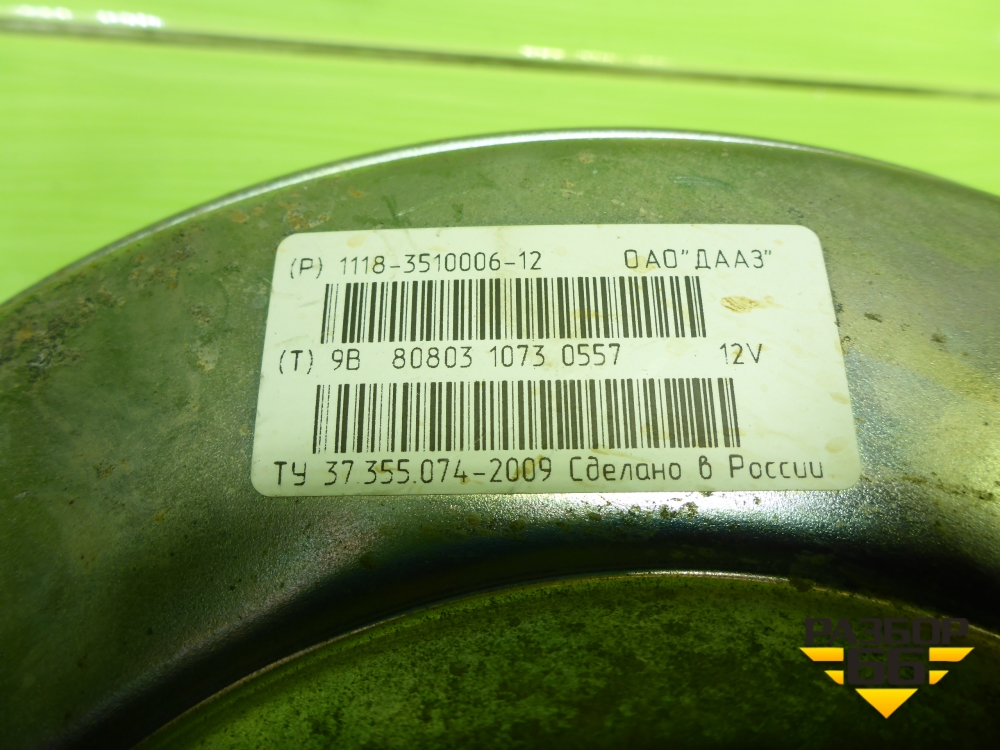 (P) 1118-3510006-12 ОАО"ДААЗ"
(T) 9B 80803 1073 0557 12V
ТУ 37.355.074-2009 Сделано в России
РАЗБОР
66